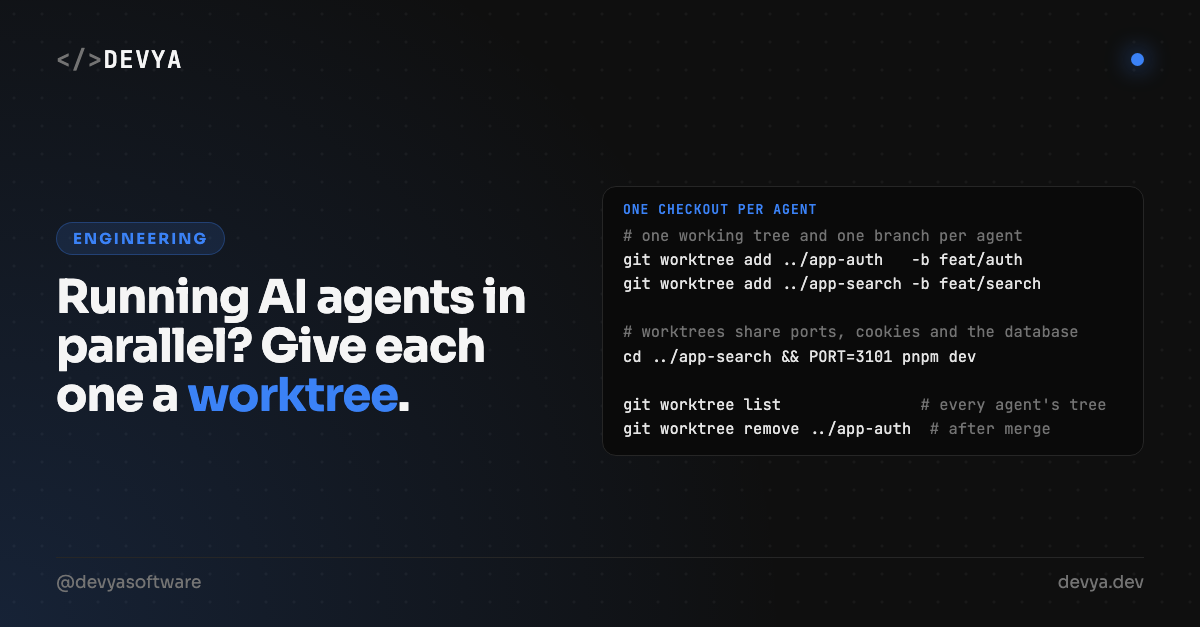 </>DEVYA
ENGINEERING
Running AI agents in
parallel? Give each
one a worktree.
ONE CHECKOUT PER AGENT
# one working tree and one branch per agent
git worktree add ../app-auth   -b feat/auth
git worktree add ../app-search -b feat/search
# worktrees share ports, cookies and the database
cd ../app-search && PORT=3101 pnpm dev
git worktree list               # every agent's tree
git worktree remove ../app-auth  # after merge
@devyasoftware
devya.dev